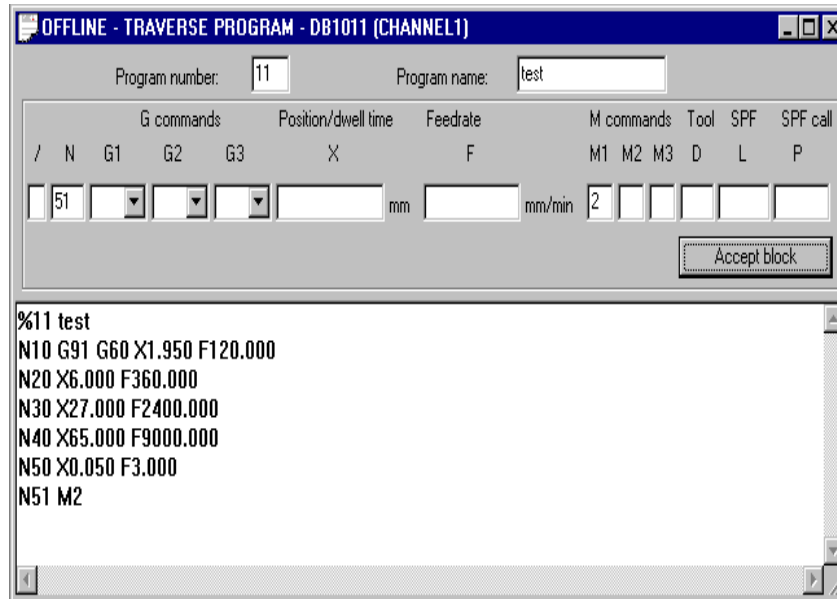 OFFLINE - TRAVERSE PROGRAM - DB1011 (CHANNEL1)
Program number: 11 Program name: test
G commands Position/dwell time Feedrate M commands Tool SPF SPF call
/ N G1 G2 G3 X F M1 M2 M3 D L P
51 mm mm/min 2
Accept block
%11 test
N10 G91 G60 X1.950 F120.000
N20 X6.000 F360.000
N30 X27.000 F2400.000
N40 X65.000 F9000.000
N50 X0.050 F3.000
N51 M2